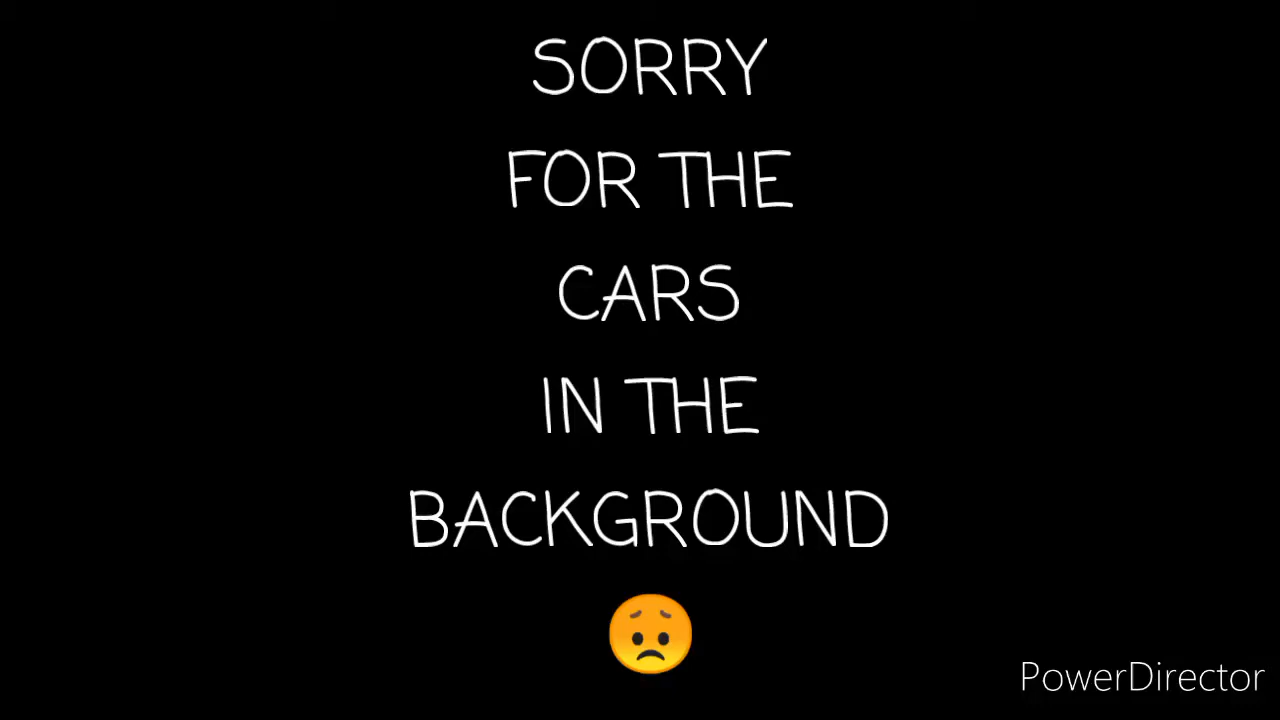 SORRY
FOR THE
CARS
IN THE
BACKGROUND
😞
PowerDirector